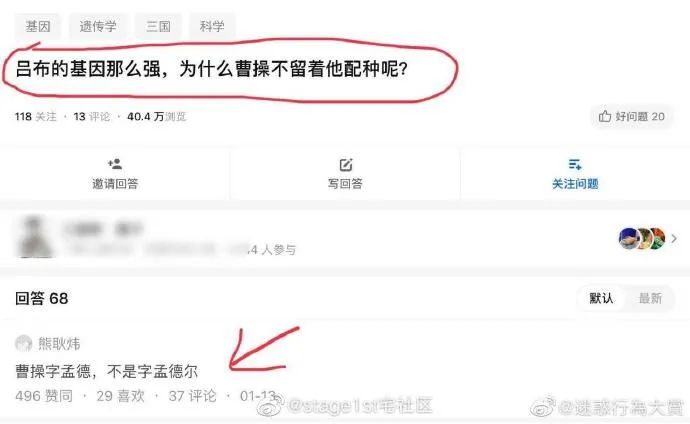 基因 遗传学 三国 科学
吕布的基因那么强，为什么曹操不留着他配种呢？
118 关注 · 13 评论 · 40.4 万浏览 好问题 20
邀请回答 写回答 关注问题
4 人参与
回答 68 默认 最新
熊耿炜
曹操字孟德，不是字孟德尔
496 赞同 · 29 喜欢 · 37 评论 · 01-13
@stage1st宅社区 @迷惑行為大賞